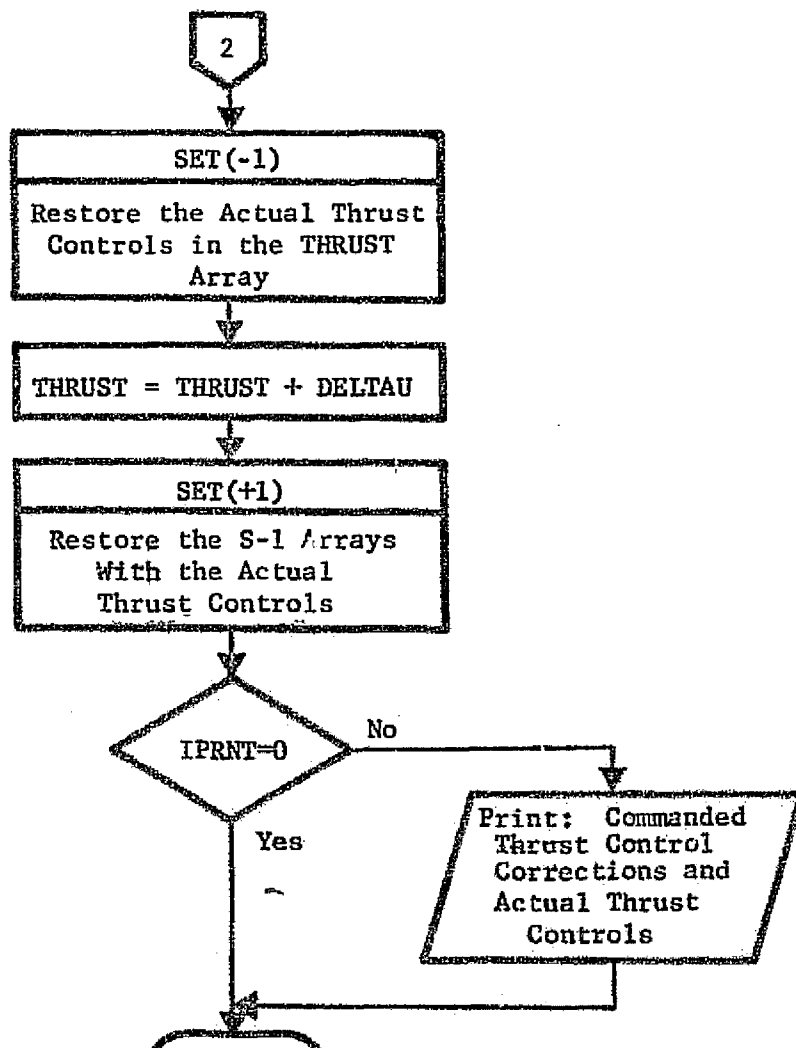 2
SET(-1)
Restore the Actual Thrust
Controls in the THRUST
Array
THRUST = THRUST + DELTAU
SET(+1)
Restore the S-1 Arrays
With the Actual
Thrust Controls
IPRNT=0
No
Yes
Print: Commanded
Thrust Control
Corrections and
Actual Thrust
Controls